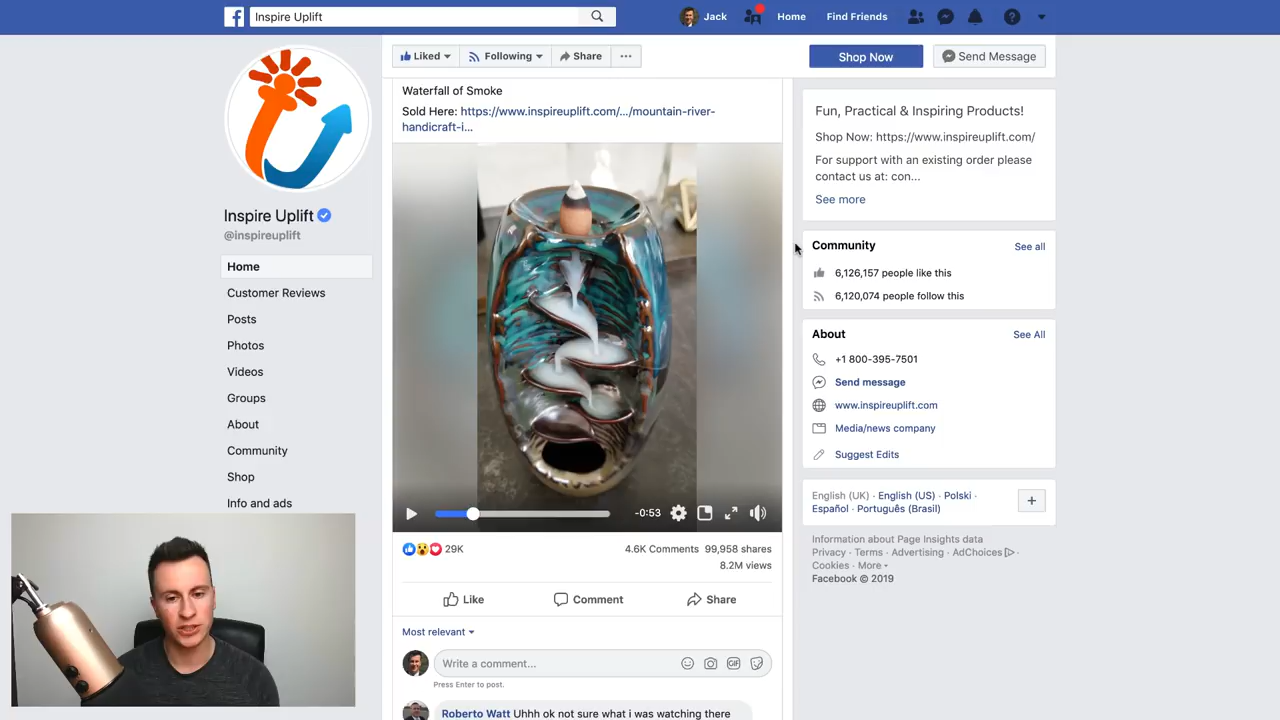 Inspire Uplift
Jack
Home
Find Friends
Liked
Following
Share
Shop Now
Send Message
Inspire Uplift
@inspireuplift
Home
Customer Reviews
Posts
Photos
Videos
Groups
About
Community
Shop
Info and ads
Waterfall of Smoke
Sold Here: https://www.inspireuplift.com/.../mountain-river-
handicraft-i...
-0:53
29K
4.6K Comments 99,958 shares
8.2M views
Like
Comment
Share
Most relevant
Write a comment...
GIF
Press Enter to post.
Roberto Watt Uhhh ok not sure what i was watching there
Fun, Practical & Inspiring Products!
Shop Now: https://www.inspireuplift.com/
For support with an existing order please
contact us at: con...
See more
Community
See all
6,126,157 people like this
6,120,074 people follow this
About
See All
+1 800-395-7501
Send message
www.inspireuplift.com
Media/news company
Suggest Edits
English (UK) · English (US) · Polski ·
Español · Português (Brasil)
Information about Page Insights data
Privacy · Terms · Advertising · AdChoices ·
Cookies · More
Facebook © 2019